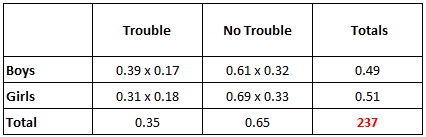 Trouble No Trouble Totals
Boys 0.39 x 0.17 0.61 x 0.32 0.49
Girls 0.31 x 0.18 0.69 x 0.33 0.51
Total 0.35 0.65 237